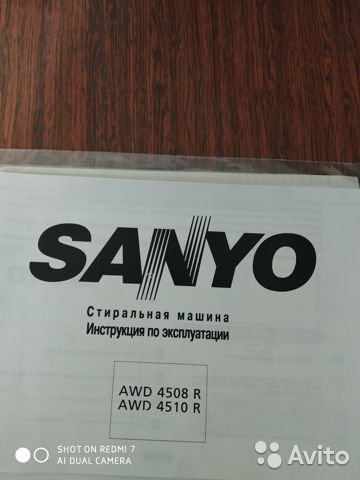 SANYO
Стиральная машина
Инструкция по эксплуатации
AWD 4508 R
AWD 4510 R
SHOT ON REDMI 7
AI DUAL CAMERA
Avito